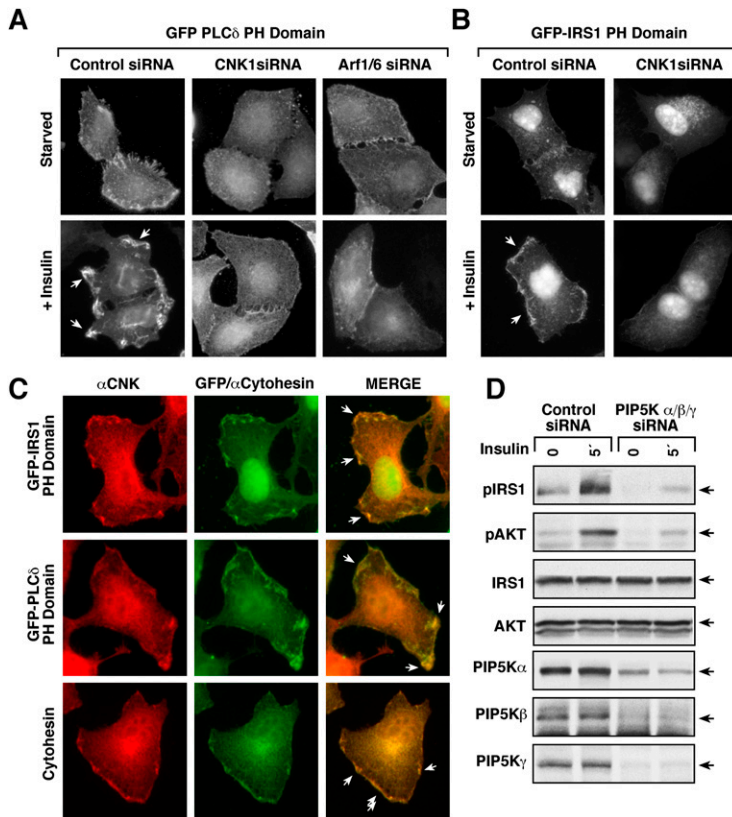 A
GFP PLCδ PH Domain
Control siRNA CNK1siRNA Arf1/6 siRNA
Starved
+ Insulin
B
GFP-IRS1 PH Domain
Control siRNA CNK1siRNA
Starved
+ Insulin
C
αCNK GFP/αCytohesin MERGE
GFP-IRS1
PH Domain
GFP-PLCδ
PH Domain
Cytohesin
D
Control
siRNA
PIP5K α/β/γ
siRNA
Insulin 0 5´ 0 5´
pIRS1
pAKT
IRS1
AKT
PIP5Kα
PIP5Kβ
PIP5Kγ